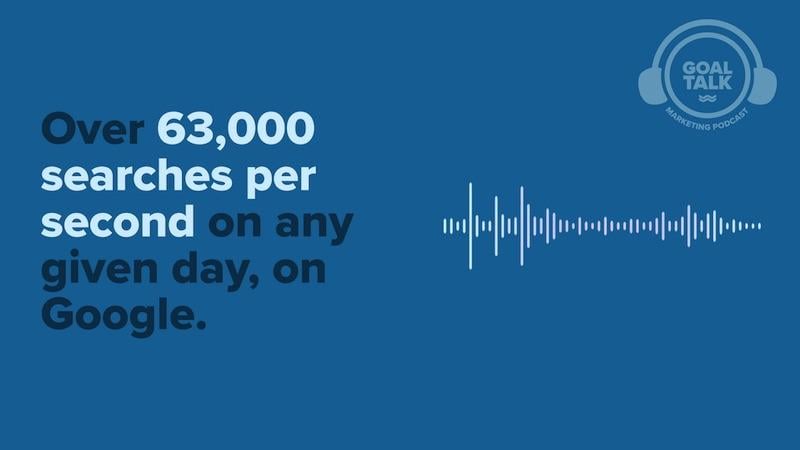 Over 63,000
searches per
second on any
given day, on
Google.
GOAL
TALK
MARKETING PODCAST